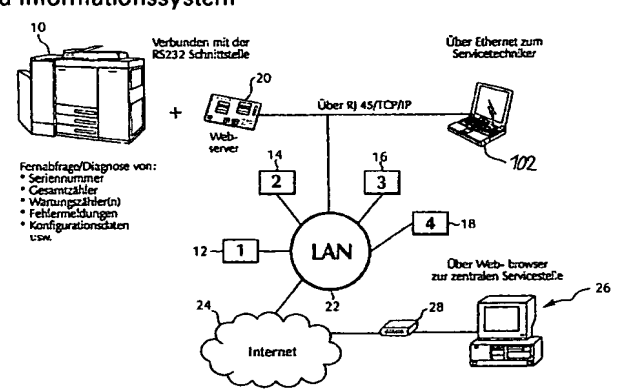 Informationssystem
10
Verbunden mit der
RS232 Schnittstelle
20
Über Ethernet zum
Servicetechniker
Über RJ 45/TCP/IP
+
Web-
server
102
Fernabfrage/Diagnose von:
* Seriennummer
* Gesamtzähler
* Wartungszähler(n)
* Fehlermeldungen
* Konfigurationsdaten
usw.
14
2
16
3
12
1
LAN
4
18
22
Über Web- browser
zur zentralen Servicestelle
26
24
Internet
28